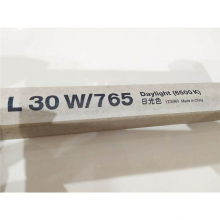 L 30 W/765 Daylight (6500 K)
日光色 Made in China